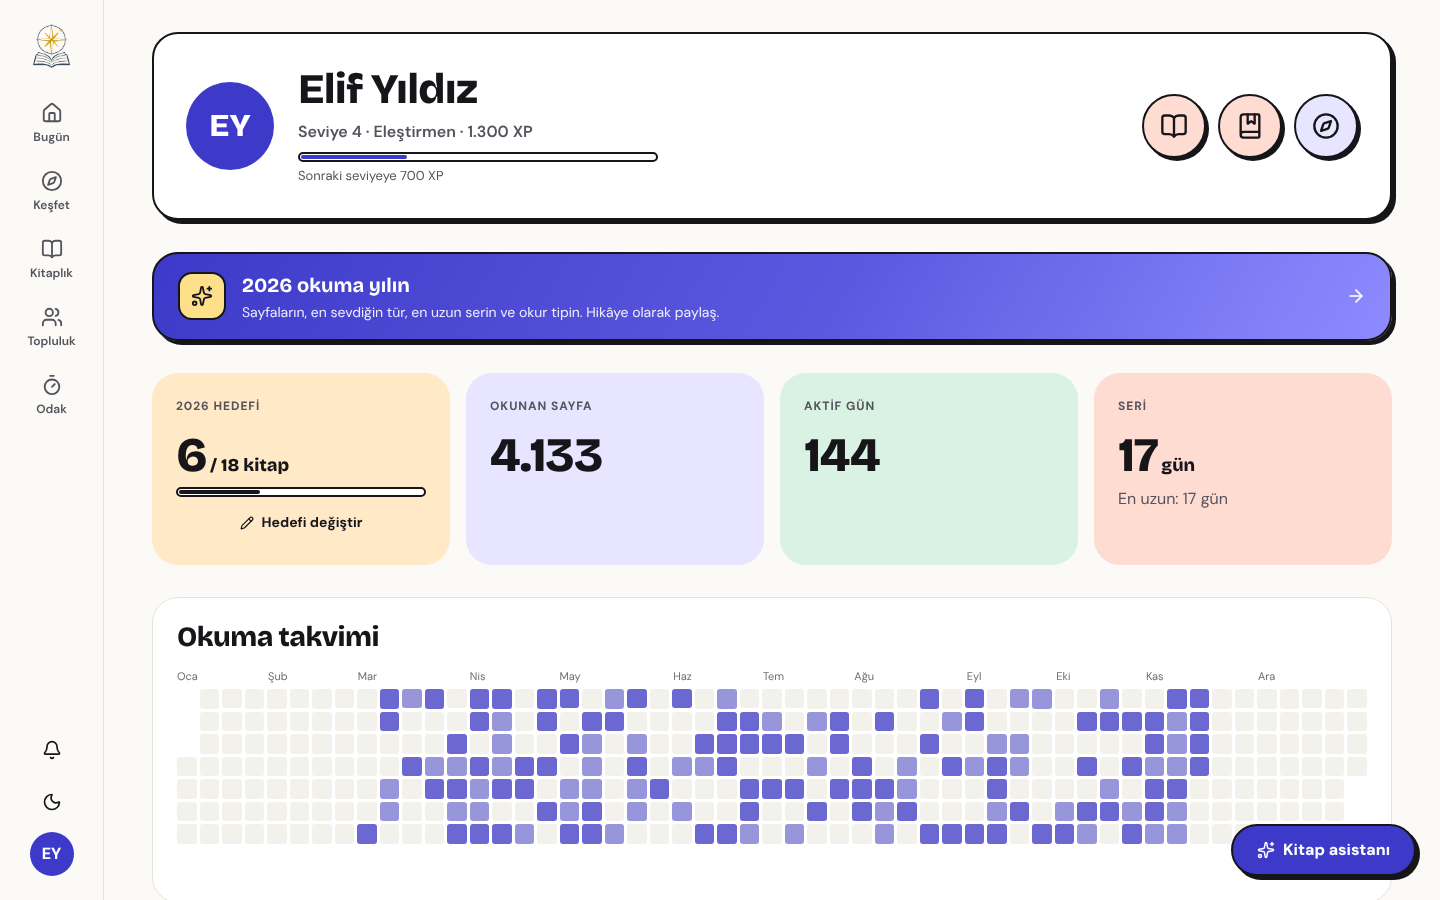 Bugün
Keşfet
Kitaplık
Topluluk
Odak
EY
EY
Elif Yıldız
Seviye 4 · Eleştirmen · 1.300 XP
Sonraki seviyeye 700 XP
2026 okuma yılın
Sayfaların, en sevdiğin tür, en uzun serin ve okur tipin. Hikâye olarak paylaş.
2026 HEDEFİ
6 / 18 kitap
Hedefi değiştir
OKUNAN SAYFA
4.133
AKTİF GÜN
144
SERİ
17 gün
En uzun: 17 gün
Okuma takvimi
Oca Şub Mar Nis May Haz Tem Ağu Eyl Eki Kas Ara
Kitap asistanı